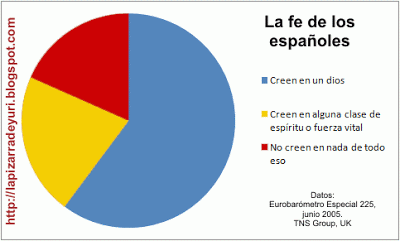 http://lapizarradeyuri.blogspot.com
La fe de los
españoles
Creen en un dios
Creen en alguna clase de
espíritu o fuerza vital
No creen en nada de todo
eso
Datos:
Eurobarómetro Especial 225,
junio 2005.
TNS Group, UK